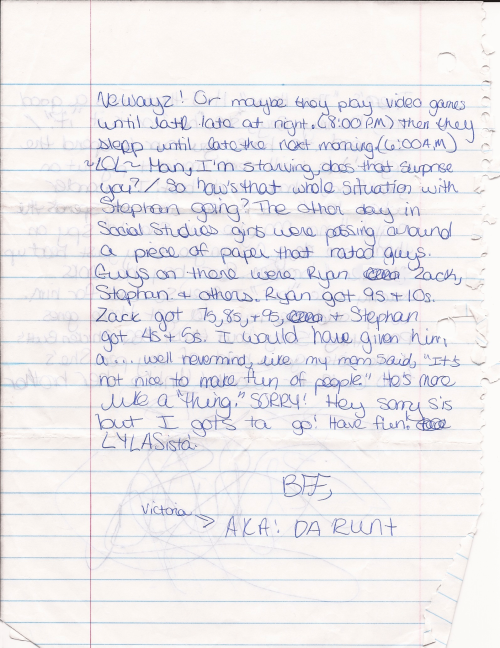 NeWayz! Or maybe they play video games
until late late at night. (8:00 PM) then they
sleep until late the next morning. (6:00 AM)
~LOL~ Man, I'm starving, does that surprise
you? / So how's that whole situation with
Stephan going? The other day in
Social Studies girls were passing around
a piece of paper that rated guys.
Guys on there were Ryan Zack,
Stephan + others. Ryan got 9s + 10s.
Zack got 7s, 8s, + 9s, + Stephan
got 4s + 5s. I would have given him,
a... well nevermind, like my mom said, "It's
not nice to make fun of people." He's more
like a "thing." SORRY! Hey sorry sis
but I gots ta go! Have fun!
LYLASista.
BFF,
Victoria
AKA: DA RUNt